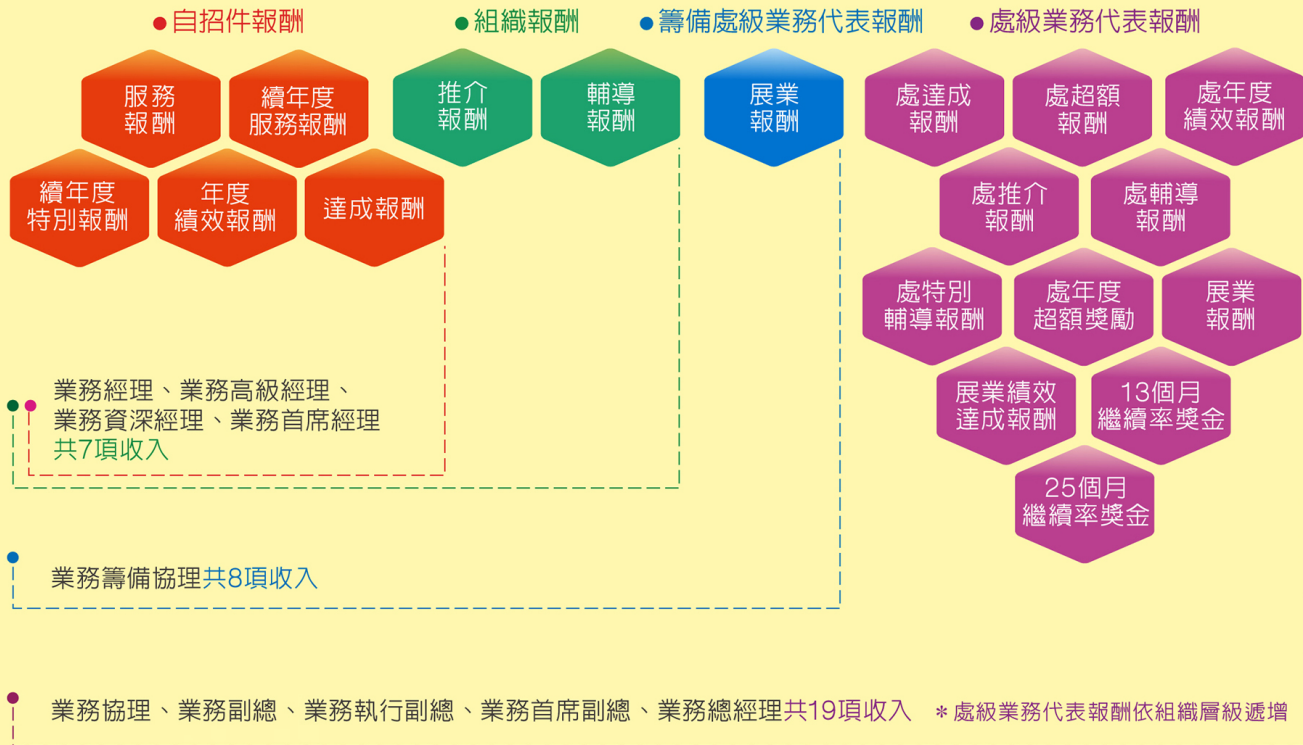 ●自招件報酬
●組織報酬
●籌備處級業務代表報酬
●處級業務代表報酬
服務
報酬
續年度
服務報酬
推介
報酬
輔導
報酬
展業
報酬
處達成
報酬
處超額
報酬
處年度
績效報酬
續年度
特別報酬
年度
績效報酬
達成報酬
處推介
報酬
處輔導
報酬
處特別
輔導報酬
處年度
超額獎勵
展業
報酬
展業績效
達成報酬
13個月
繼續率獎金
25個月
繼續率獎金
業務經理、業務高級經理、
業務資深經理、業務首席經理
共7項收入
業務籌備協理共8項收入
業務協理、業務副總、業務執行副總、業務首席副總、業務總經理共19項收入 *處級業務代表報酬依組織層級遞增